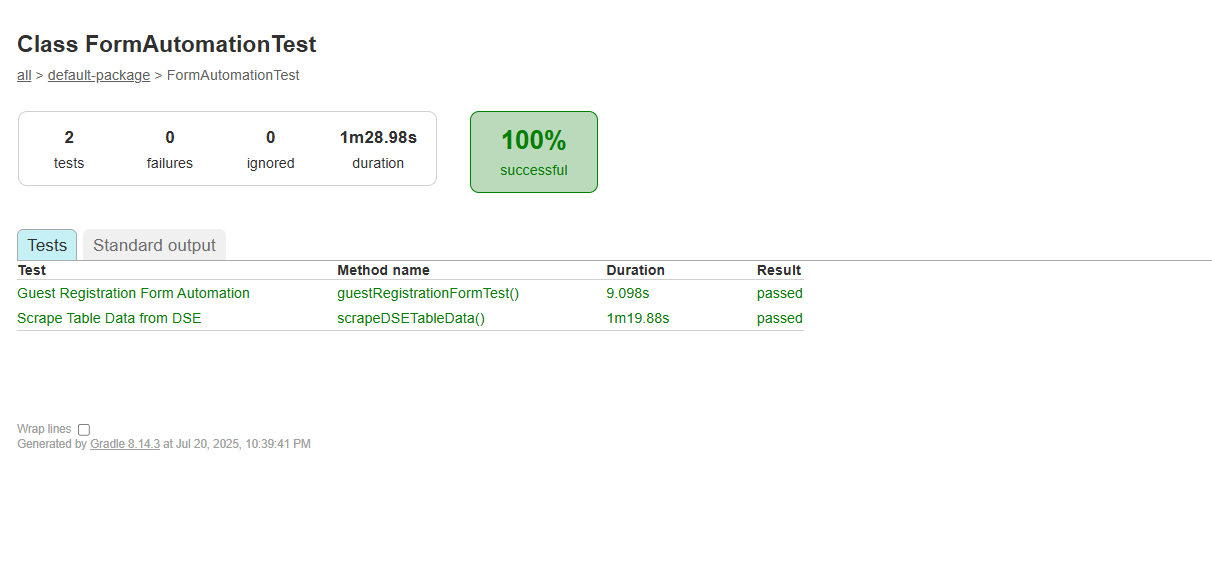 Class FormAutomationTest
all > default-package > FormAutomationTest
2 0 0 1m28.98s
tests failures ignored duration
100%
successful
Tests Standard output
Test Method name Duration Result
Guest Registration Form Automation guestRegistrationFormTest() 9.098s passed
Scrape Table Data from DSE scrapeDSETableData() 1m19.88s passed
Wrap lines
Generated by Gradle 8.14.3 at Jul 20, 2025, 10:39:41 PM